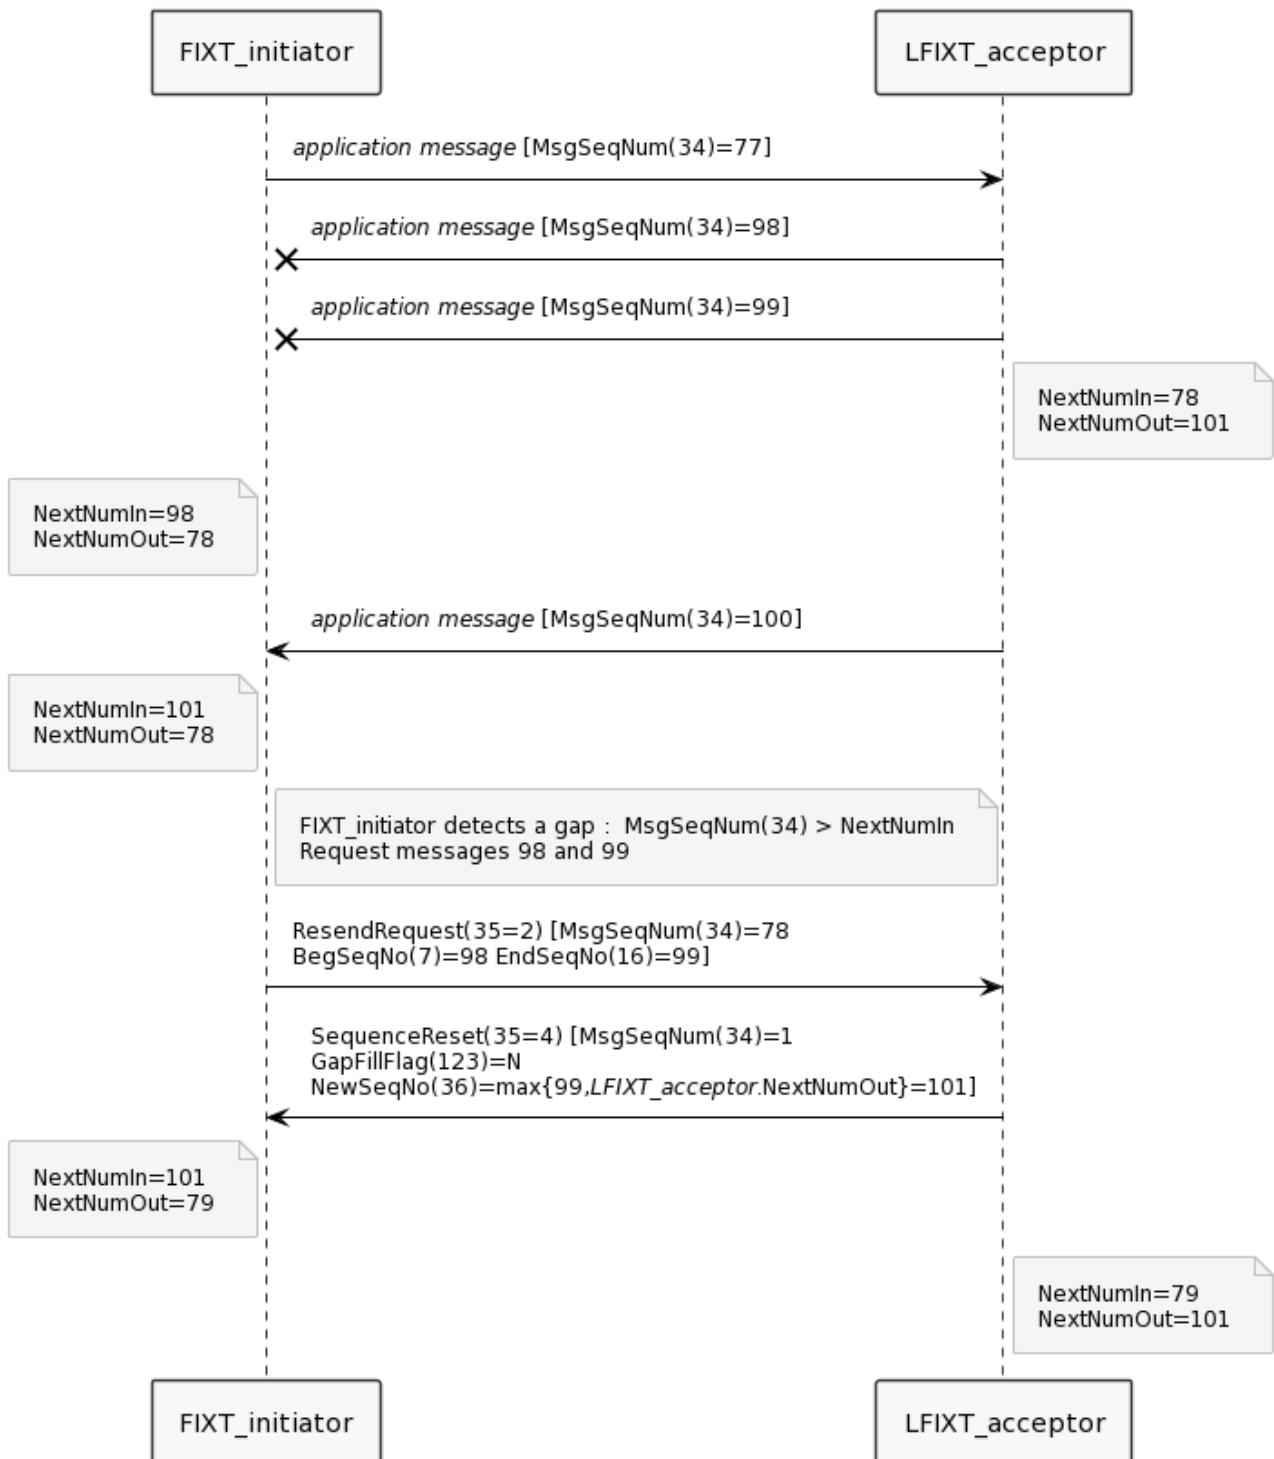 FIXT_initiator
LFIXT_acceptor
application message [MsgSeqNum(34)=77]
application message [MsgSeqNum(34)=98]
application message [MsgSeqNum(34)=99]
NextNumIn=78
NextNumOut=101
NextNumIn=98
NextNumOut=78
application message [MsgSeqNum(34)=100]
NextNumIn=101
NextNumOut=78
FIXT_initiator detects a gap :  MsgSeqNum(34) > NextNumIn
Request messages 98 and 99
ResendRequest(35=2) [MsgSeqNum(34)=78
BegSeqNo(7)=98 EndSeqNo(16)=99]
SequenceReset(35=4) [MsgSeqNum(34)=1
GapFillFlag(123)=N
NewSeqNo(36)=max{99,LFIXT_acceptor.NextNumOut}=101]
NextNumIn=101
NextNumOut=79
NextNumIn=79
NextNumOut=101
FIXT_initiator
LFIXT_acceptor